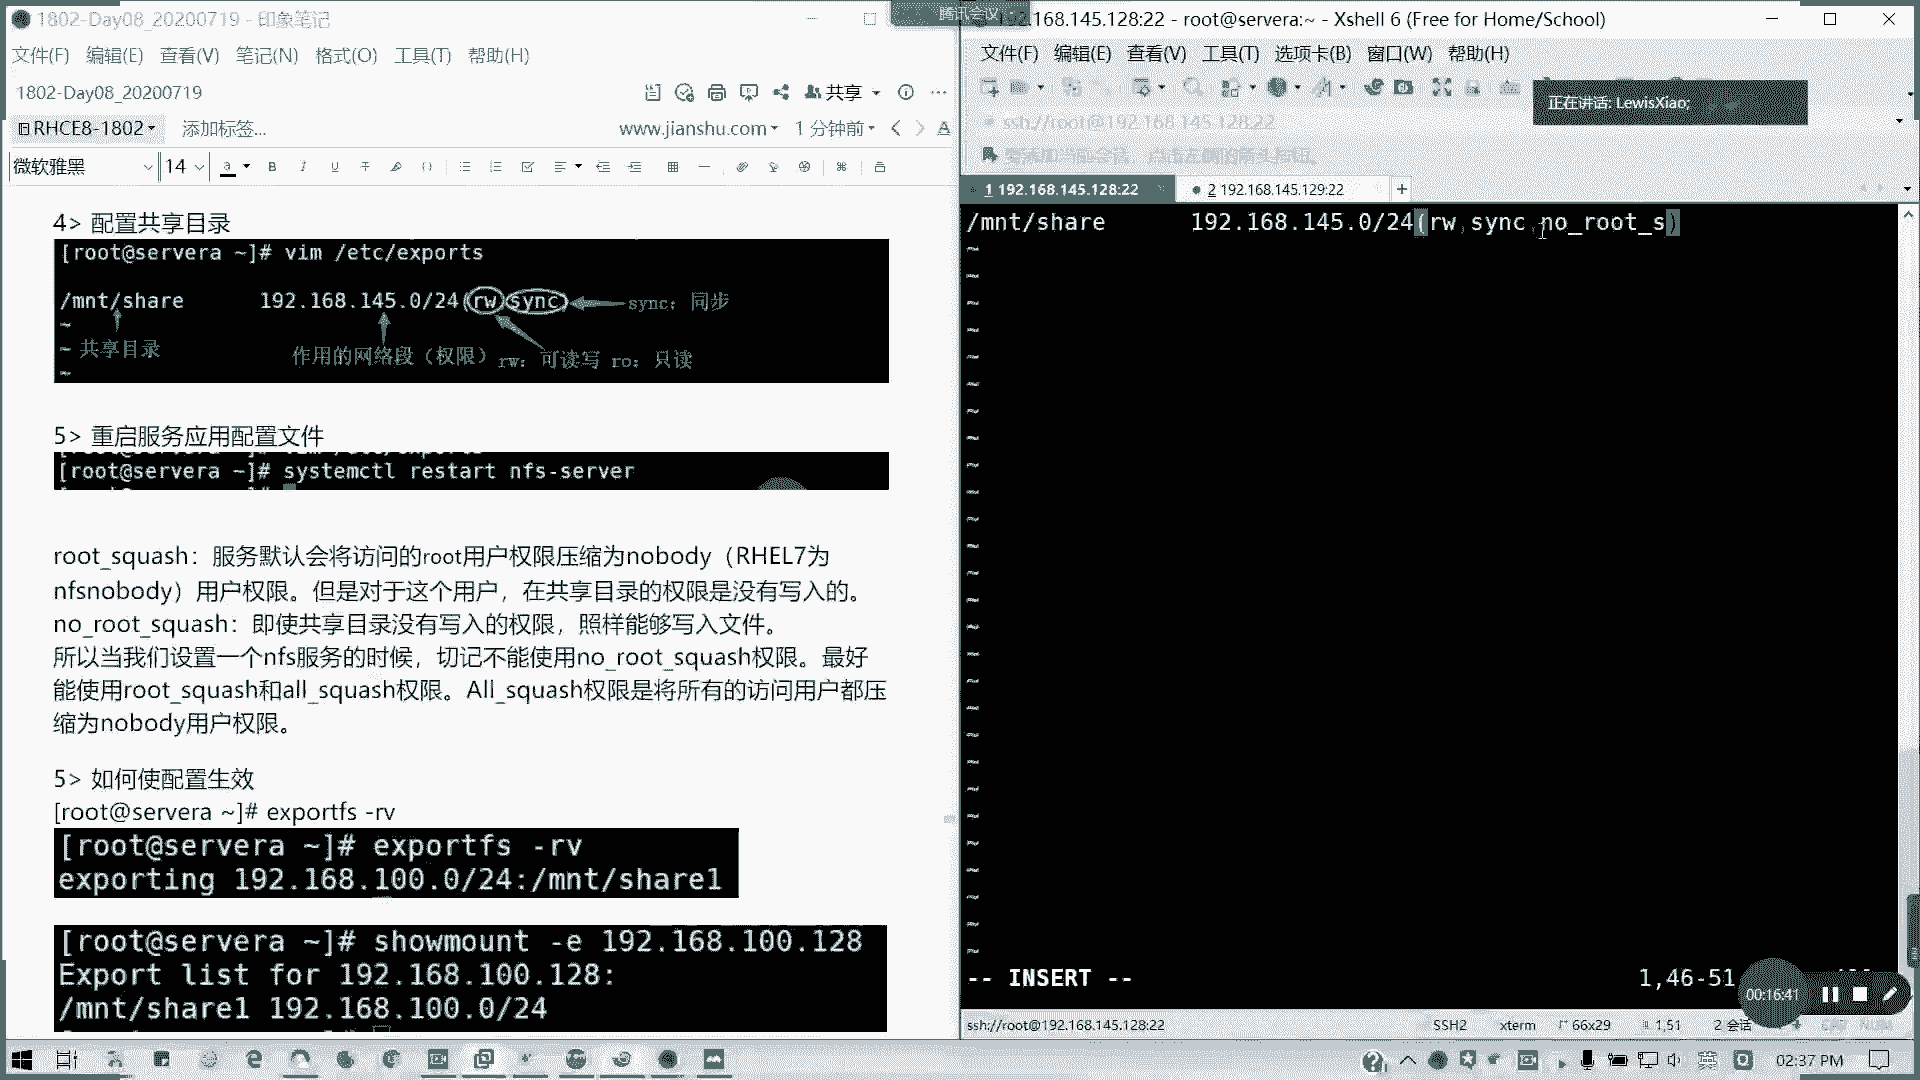 1802-Day08_20200719 - 印象笔记
文件(F) 编辑(E) 查看(V) 笔记(N) 格式(O) 工具(T) 帮助(H)
1802-Day08_20200719
共享
RHCE8-1802
添加标签...
www.jianshu.com
1 分钟前
微软雅黑
14
4> 配置共享目录
[root@servera ~]# vim /etc/exports
/mnt/share 192.168.145.0/24(rw,sync)
sync：同步
~
~ 共享目录
作用的网络段（权限）
rw：可读写 ro：只读
~
5> 重启服务应用配置文件
[root@servera ~]# systemctl restart nfs-server
root_squash：服务默认会将访问的root用户权限压缩为nobody（RHEL7为
nfsnobody）用户权限。但是对于这个用户，在共享目录的权限是没有写入的。
no_root_squash：即使共享目录没有写入的权限，照样能够写入文件。
所以当我们设置一个nfs服务的时候，切记不能使用no_root_squash权限。最好
能使用root_squash和all_squash权限。All_squash权限是将所有的访问用户都压
缩为nobody用户权限。
5> 如何使配置生效
[root@servera ~]# exportfs -rv
[root@servera ~]# exportfs -rv
exporting 192.168.100.0/24:/mnt/share1
[root@servera ~]# showmount -e 192.168.100.128
Export list for 192.168.100.128:
/mnt/share1 192.168.100.0/24
腾讯会议
192.168.145.128:22 - root@servera:~ - Xshell 6 (Free for Home/School)
文件(F) 编辑(E) 查看(V) 工具(T) 选项卡(B) 窗口(W) 帮助(H)
正在讲话: LewisXiao;
ssh://root@192.168.145.128:22
要添加当前会话，点击左侧的箭头按钮。
1 192.168.145.128:22
2 192.168.145.129:22
/mnt/share 192.168.145.0/24(rw,sync,no_root_s)
-- INSERT --
1,46-51
00:16:41
ssh://root@192.168.145.128:22
SSH2
xterm
66x29
1,51
2 会话
02:37 PM